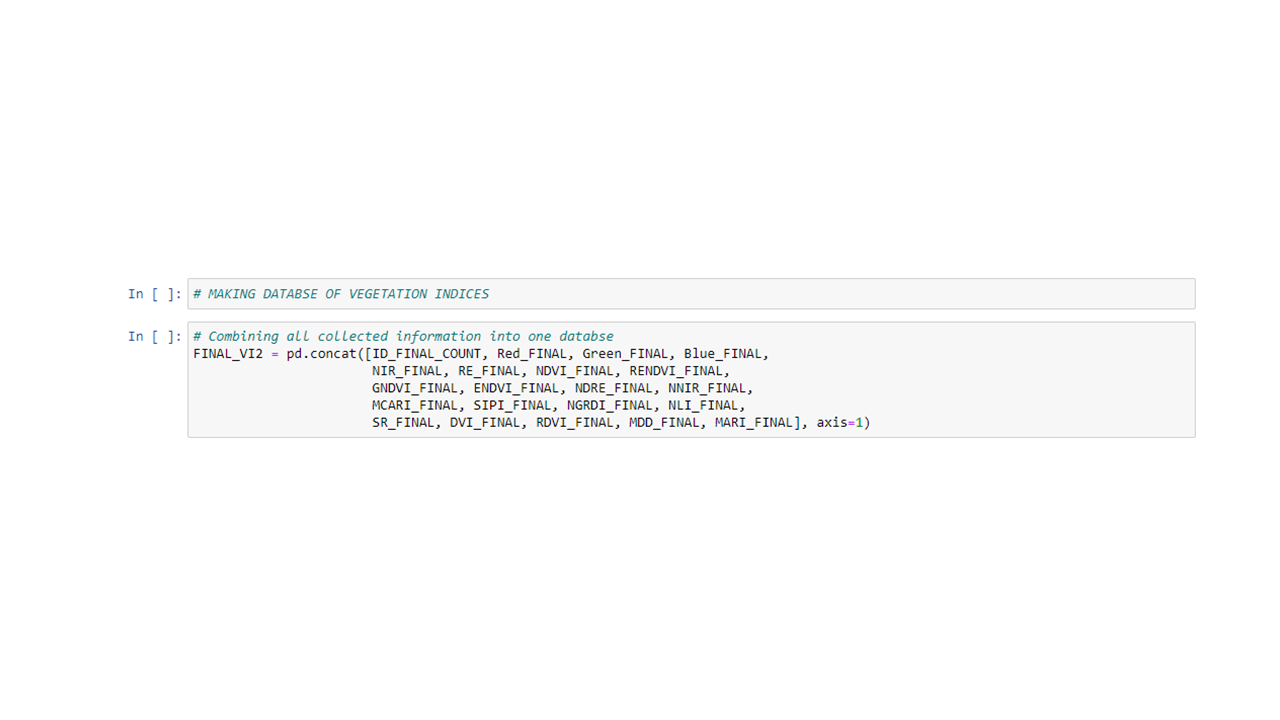 In [ ]: # MAKING DATABSE OF VEGETATION INDICES
In [ ]: # Combining all collected information into one databse
FINAL_VI2 = pd.concat([ID_FINAL_COUNT, Red_FINAL, Green_FINAL, Blue_FINAL,
NIR_FINAL, RE_FINAL, NDVI_FINAL, RENDVI_FINAL,
GNDVI_FINAL, ENDVI_FINAL, NDRE_FINAL, NNIR_FINAL,
MCARI_FINAL, SIPI_FINAL, NGRDI_FINAL, NLI_FINAL,
SR_FINAL, DVI_FINAL, RDVI_FINAL, MDD_FINAL, MARI_FINAL], axis=1)